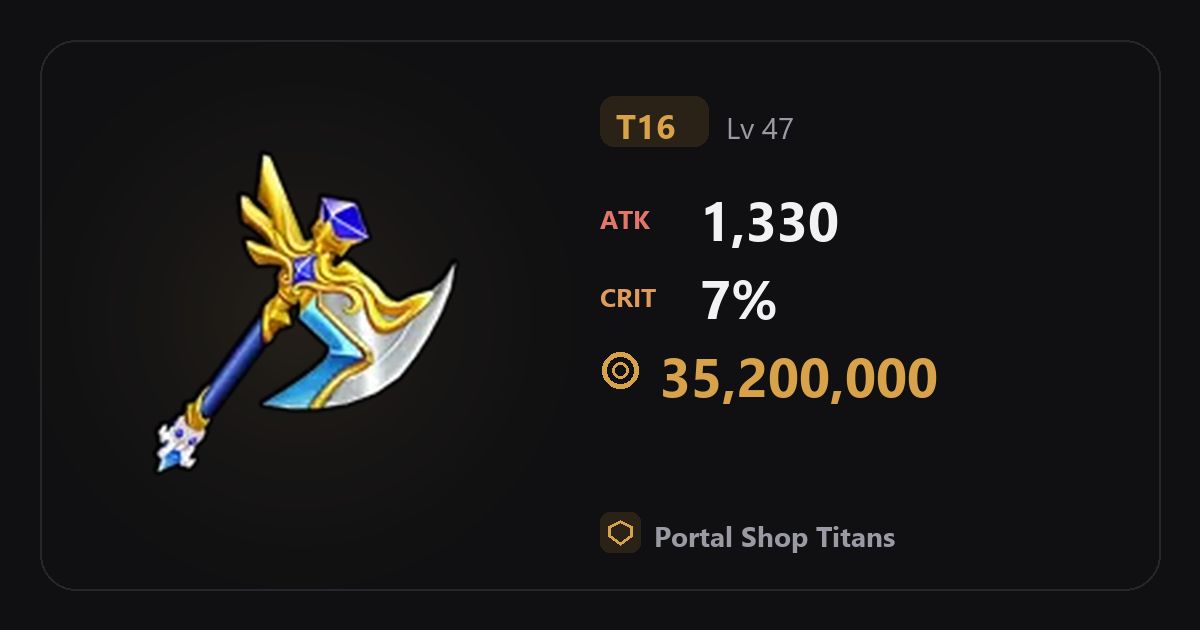 T16 Lv 47
ATK 1,330
CRIT 7%
35,200,000
Portal Shop Titans